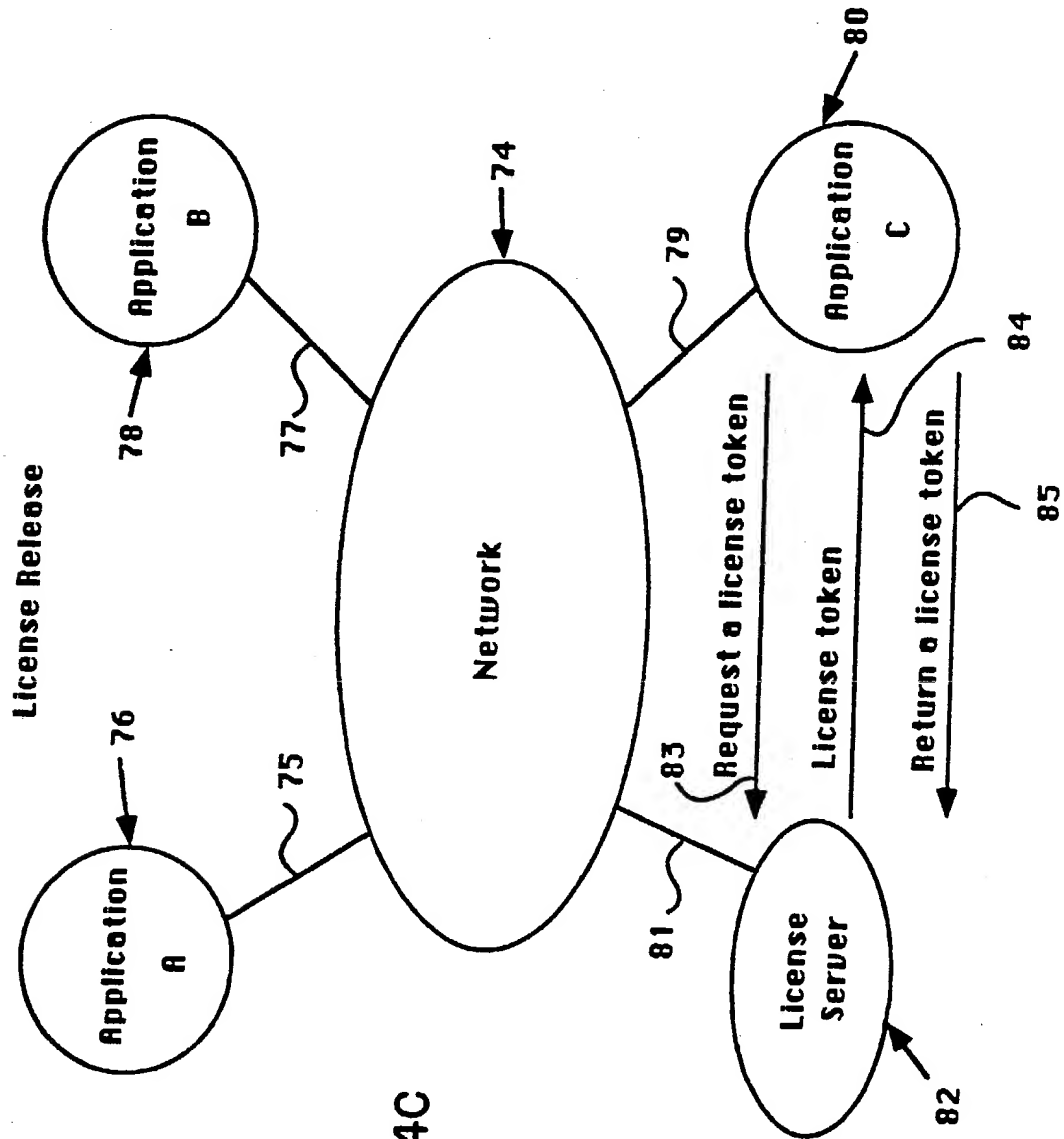 License Release
76
Application
A
75
78
Application
B
77
Network
74
81
83
79
Request a license token
License token
Return a license token
License
Server
82
Application
C
80
84
85
4C